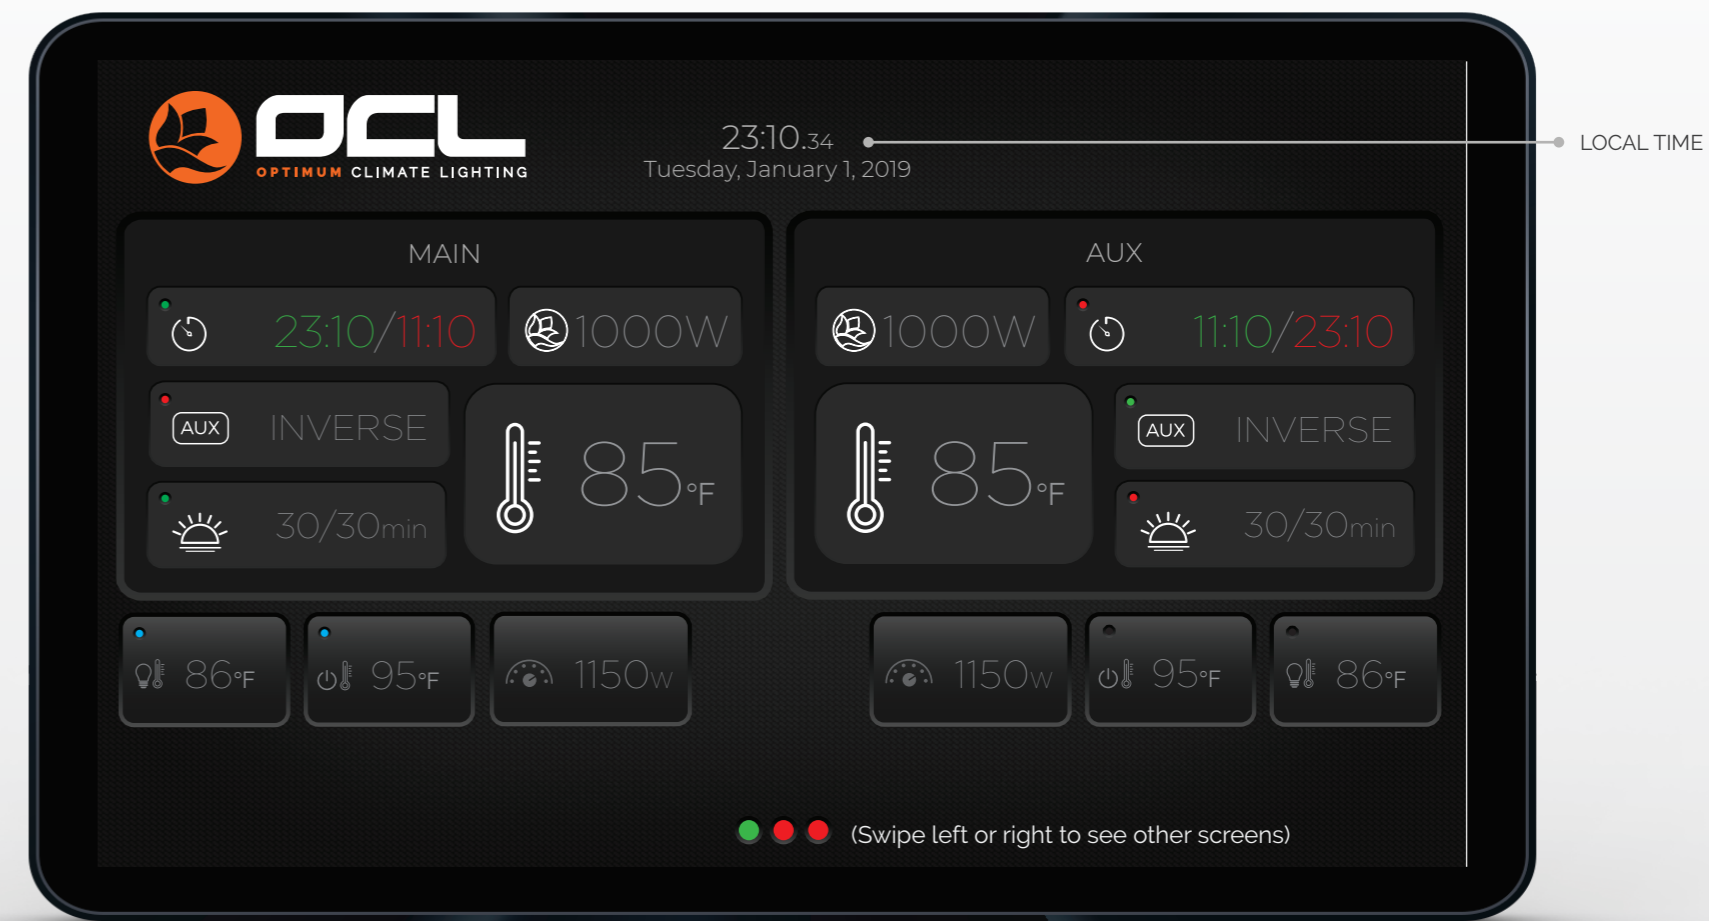 OCL
OPTIMUM CLIMATE LIGHTING
23:10.34
Tuesday, January 1, 2019
LOCAL TIME
MAIN
23:10/11:10
1000W
AUX
INVERSE
30/30min
85°F
AUX
1000W
11:10/23:10
85°F
AUX
INVERSE
30/30min
86°F
95°F
1150W
1150W
95°F
86°F
(Swipe left or right to see other screens)